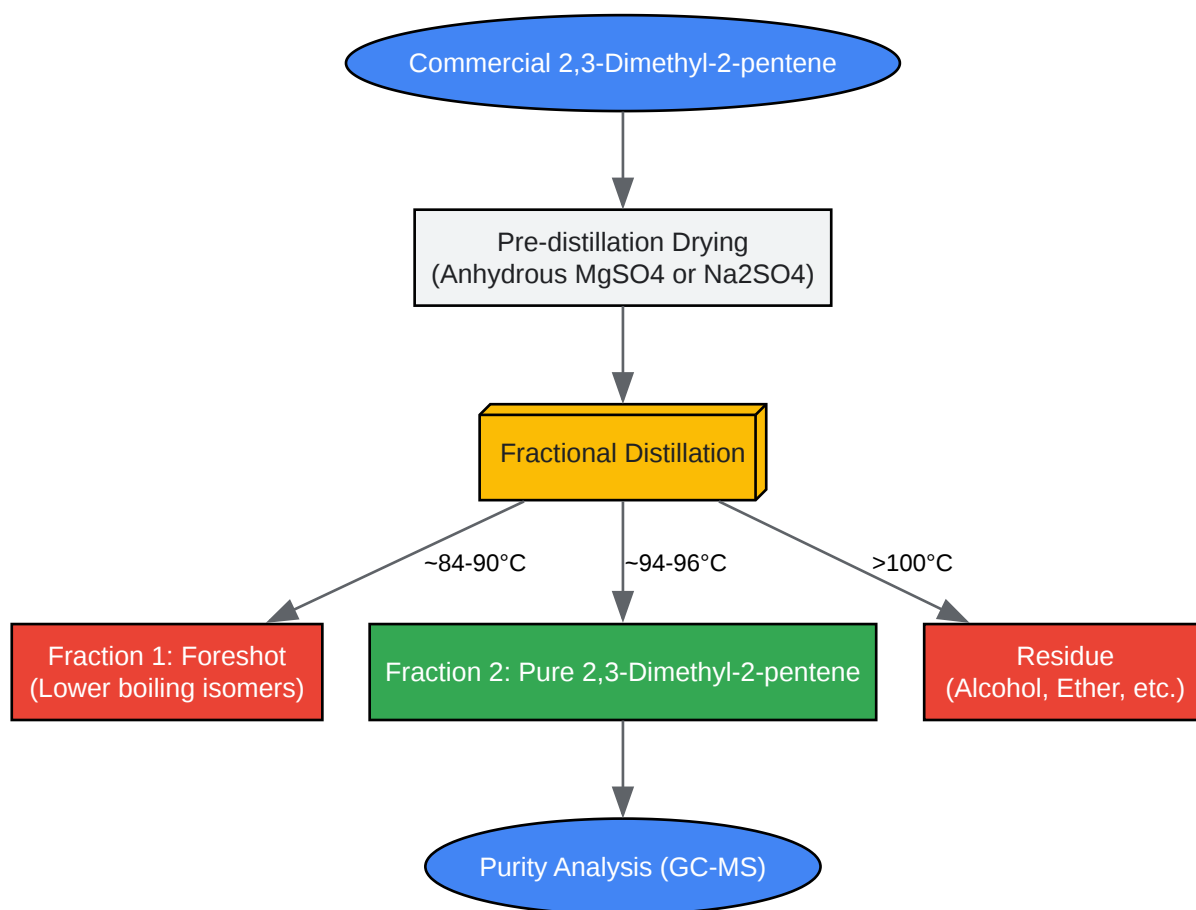 Commercial 2,3-Dimethyl-2-pentene
Pre-distillation Drying
(Anhydrous MgSO4 or Na2SO4)
Fractional Distillation
~84-90°C
~94-96°C
>100°C
Fraction 1: Foreshot
(Lower boiling isomers)
Fraction 2: Pure 2,3-Dimethyl-2-pentene
Residue
(Alcohol, Ether, etc.)
Purity Analysis (GC-MS)